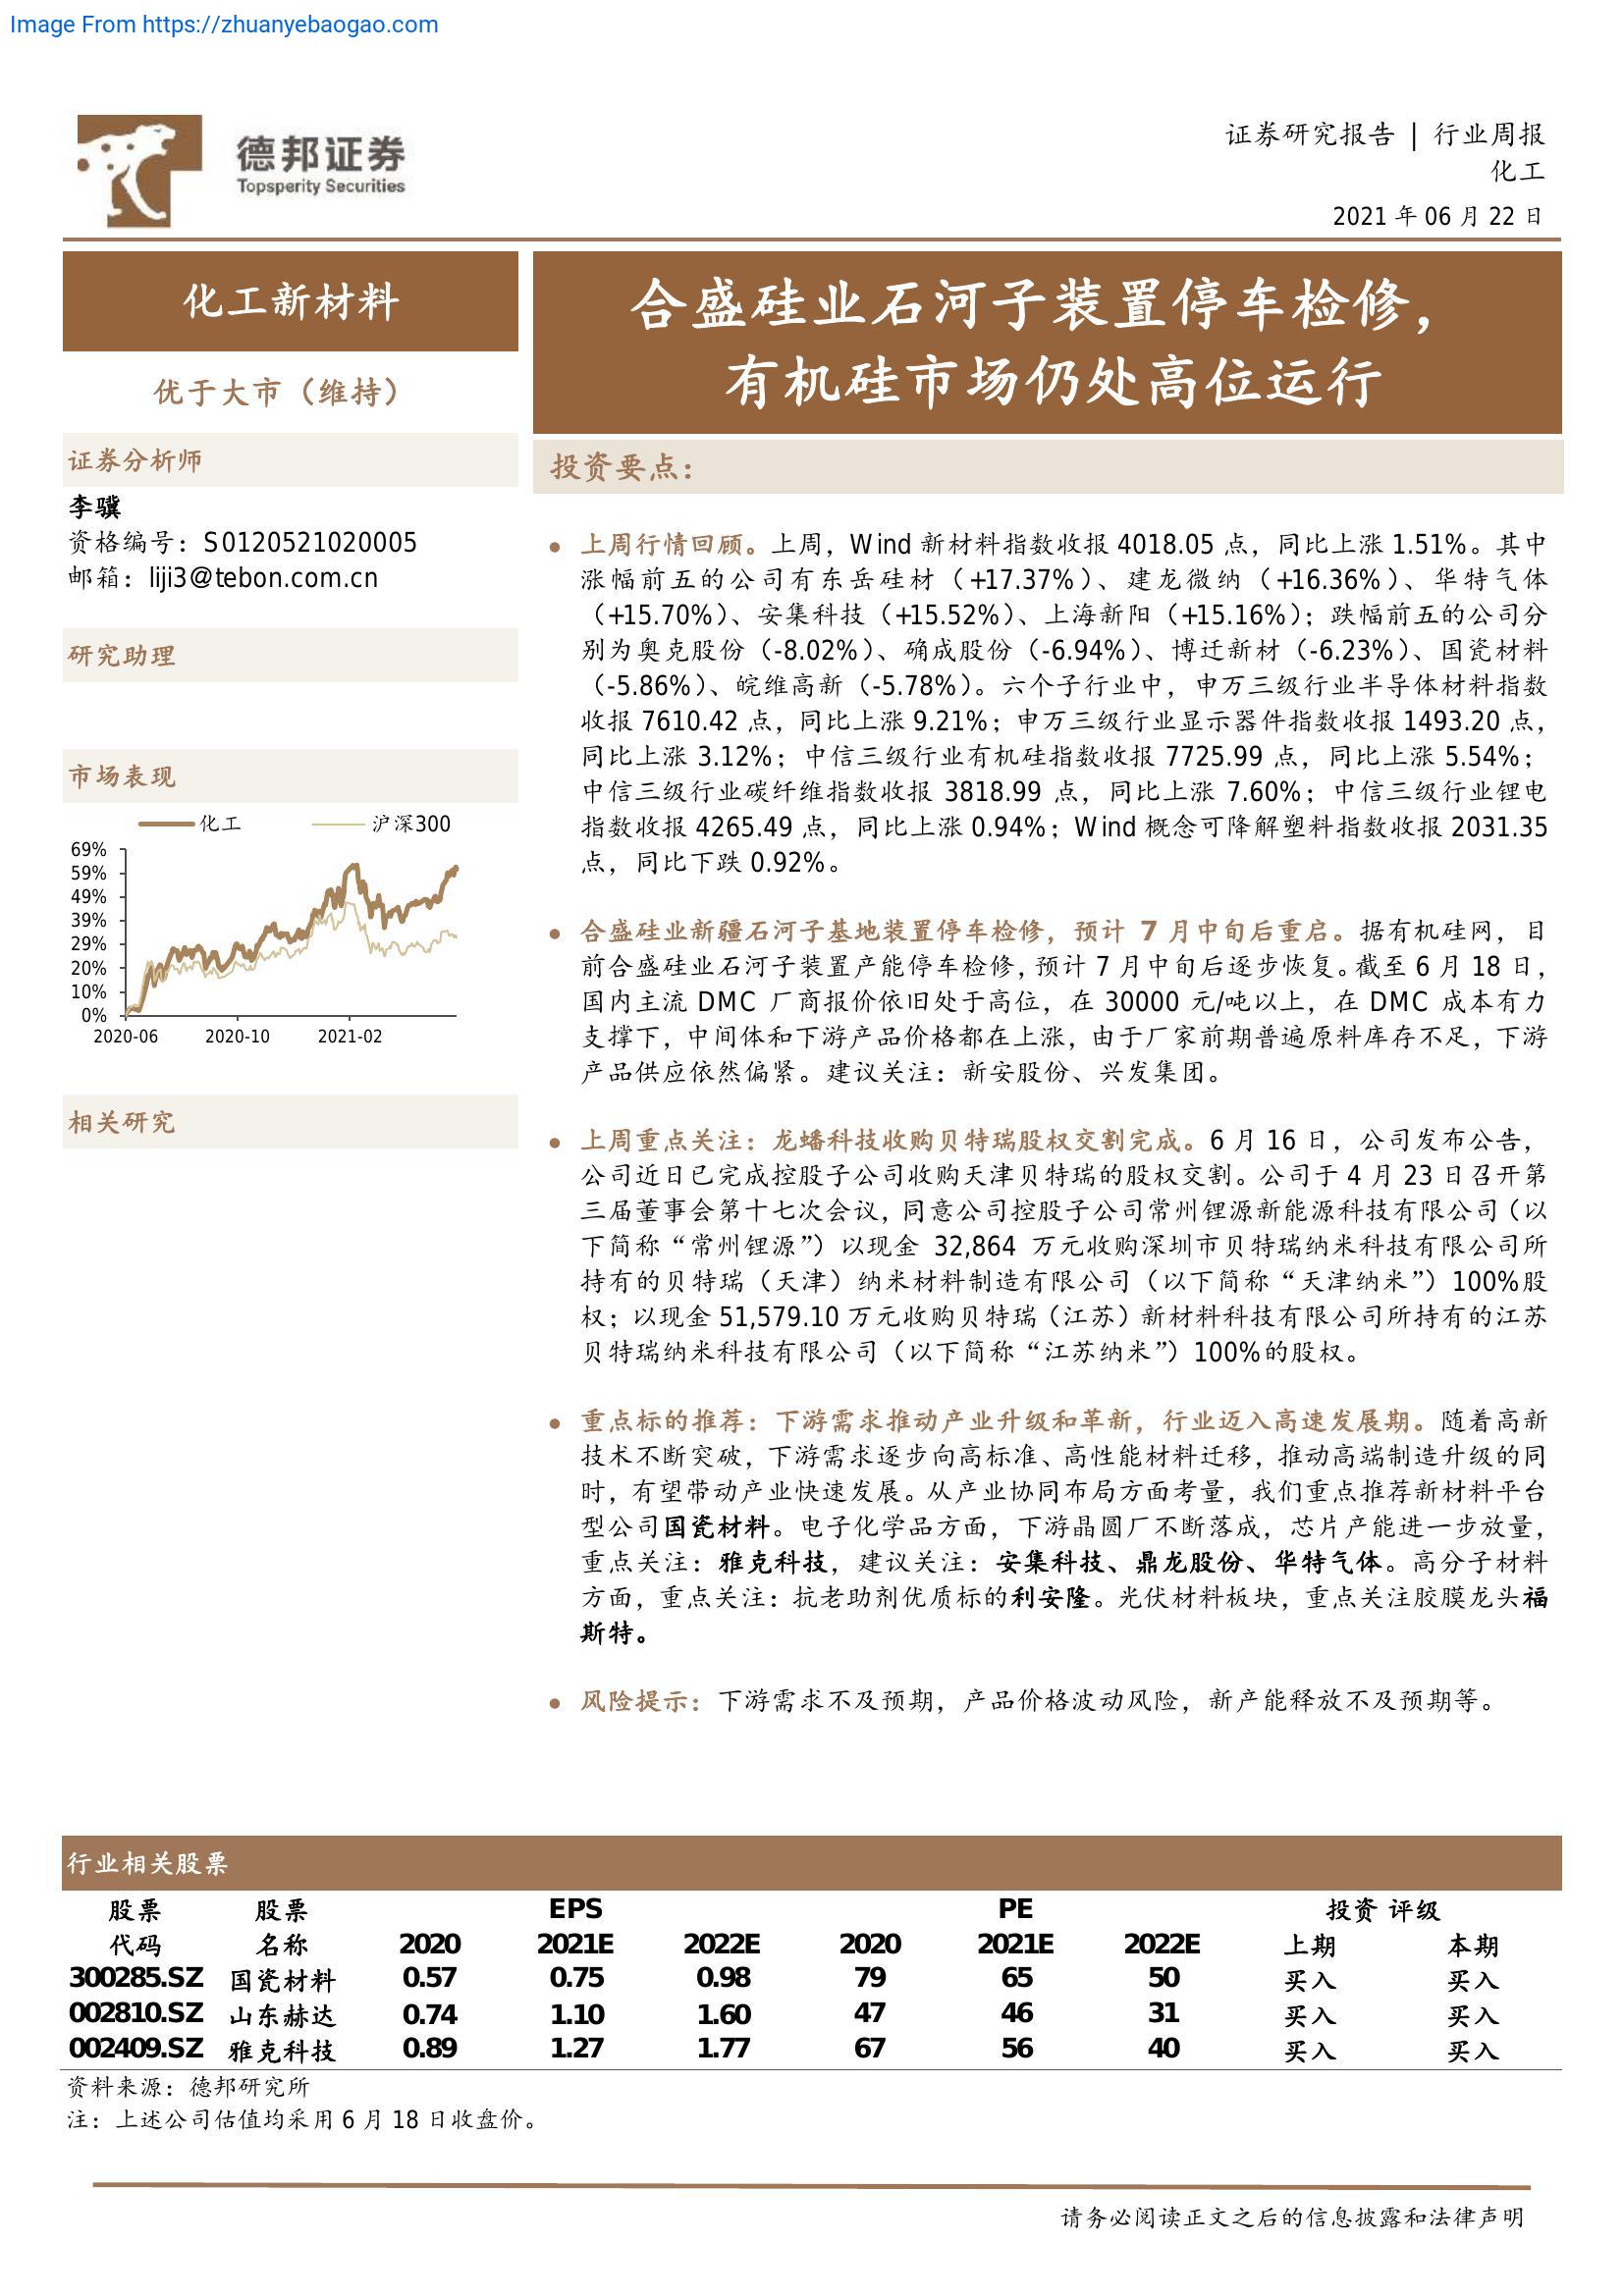 Image From https://zhuanyebaogao.com
德邦证券
Topsperity Securities
证券研究报告 | 行业周报
化工
2021 年 06 月 22 日
化工新材料
优于大市（维持）
证券分析师
李骥
资格编号：S0120521020005
邮箱：liji3@tebon.com.cn
研究助理
市场表现
化工 沪深300
69%
59%
49%
39%
29%
20%
10%
0%
2020-06 2020-10 2021-02
相关研究
合盛硅业石河子装置停车检修，
有机硅市场仍处高位运行
投资要点：
● 上周行情回顾。上周，Wind 新材料指数收报 4018.05 点，同比上涨 1.51%。其中
涨幅前五的公司有东岳硅材（+17.37%）、建龙微纳（+16.36%）、华特气体
（+15.70%）、安集科技（+15.52%）、上海新阳（+15.16%）；跌幅前五的公司分
别为奥克股份（-8.02%）、确成股份（-6.94%）、博迁新材（-6.23%）、国瓷材料
（-5.86%）、皖维高新（-5.78%）。六个子行业中，申万三级行业半导体材料指数
收报 7610.42 点，同比上涨 9.21%；申万三级行业显示器件指数收报 1493.20 点，
同比上涨 3.12%；中信三级行业有机硅指数收报 7725.99 点，同比上涨 5.54%；
中信三级行业碳纤维指数收报 3818.99 点，同比上涨 7.60%；中信三级行业锂电
指数收报 4265.49 点，同比上涨 0.94%；Wind 概念可降解塑料指数收报 2031.35
点，同比下跌 0.92%。
● 合盛硅业新疆石河子基地装置停车检修，预计 7 月中旬后重启。据有机硅网，目
前合盛硅业石河子装置产能停车检修，预计 7 月中旬后逐步恢复。截至 6 月 18 日，
国内主流 DMC 厂商报价依旧处于高位，在 30000 元/吨以上，在 DMC 成本有力
支撑下，中间体和下游产品价格都在上涨，由于厂家前期普遍原料库存不足，下游
产品供应依然偏紧。建议关注：新安股份、兴发集团。
● 上周重点关注：龙蟠科技收购贝特瑞股权交割完成。6 月 16 日，公司发布公告，
公司近日已完成控股子公司收购天津贝特瑞的股权交割。公司于 4 月 23 日召开第
三届董事会第十七次会议，同意公司控股子公司常州锂源新能源科技有限公司（以
下简称“常州锂源”）以现金 32,864 万元收购深圳市贝特瑞纳米科技有限公司所
持有的贝特瑞（天津）纳米材料制造有限公司（以下简称“天津纳米”）100%股
权；以现金 51,579.10 万元收购贝特瑞（江苏）新材料科技有限公司所持有的江苏
贝特瑞纳米科技有限公司（以下简称“江苏纳米”）100%的股权。
● 重点标的推荐：下游需求推动产业升级和革新，行业迈入高速发展期。随着高新
技术不断突破，下游需求逐步向高标准、高性能材料迁移，推动高端制造升级的同
时，有望带动产业快速发展。从产业协同布局方面考量，我们重点推荐新材料平台
型公司国瓷材料。电子化学品方面，下游晶圆厂不断落成，芯片产能进一步放量，
重点关注：雅克科技，建议关注：安集科技、鼎龙股份、华特气体。高分子材料
方面，重点关注：抗老助剂优质标的利安隆。光伏材料板块，重点关注胶膜龙头福
斯特。
● 风险提示：下游需求不及预期，产品价格波动风险，新产能释放不及预期等。
行业相关股票
股票 股票 EPS PE 投资 评级
代码 名称 2020 2021E 2022E 2020 2021E 2022E 上期 本期
300285.SZ 国瓷材料 0.57 0.75 0.98 79 65 50 买入 买入
002810.SZ 山东赫达 0.74 1.10 1.60 47 46 31 买入 买入
002409.SZ 雅克科技 0.89 1.27 1.77 67 56 40 买入 买入
资料来源：德邦研究所
注：上述公司估值均采用 6 月 18 日收盘价。
请务必阅读正文之后的信息披露和法律声明